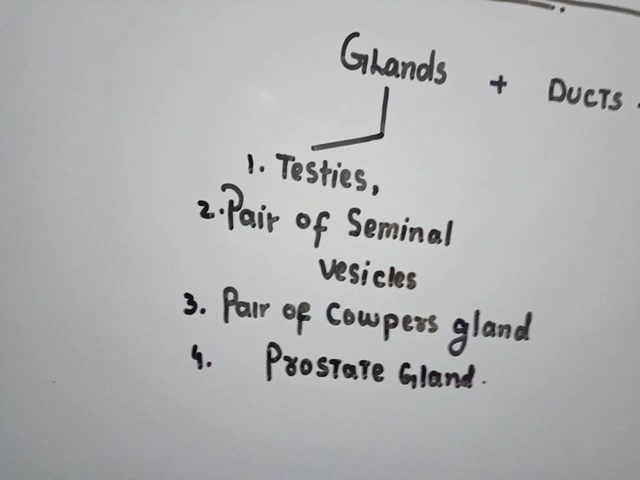 Glands + DUCTS
1. Testies,
2. Pair of Seminal
vesicles
3. Pair of Cowpers gland
4. Prostate Gland.